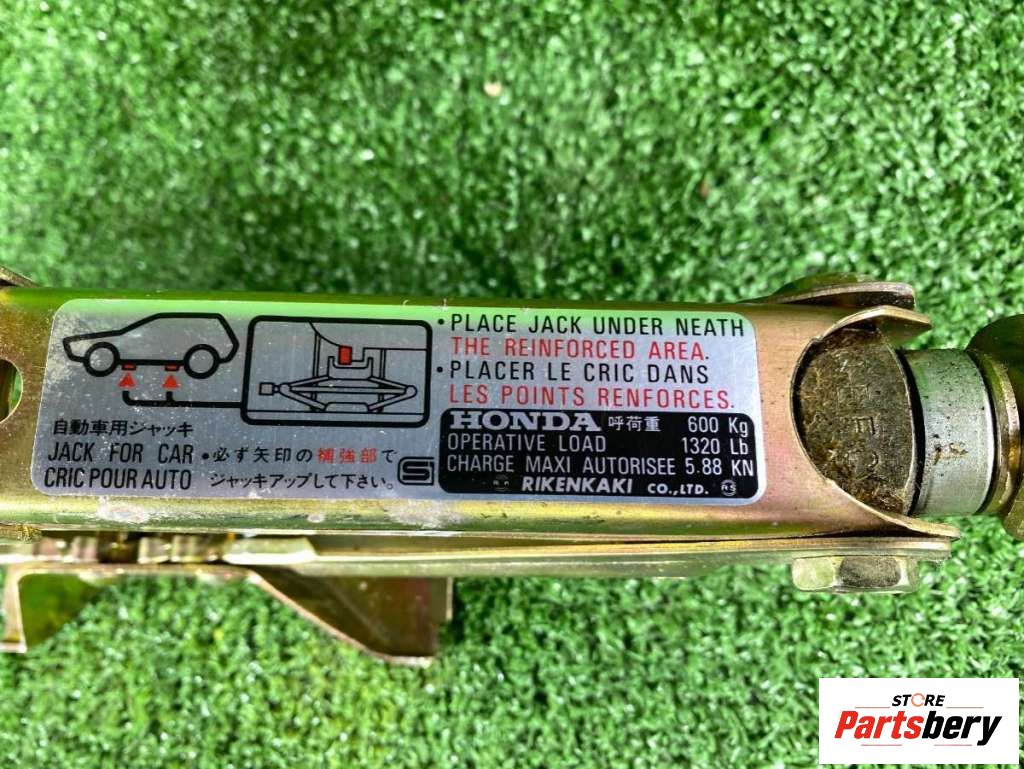 ・PLACE JACK UNDER NEATH
THE REINFORCED AREA.
・PLACER LE CRIC DANS
LES POINTS RENFORCES.
自動車用ジャッキ
JACK FOR CAR
CRIC POUR AUTO
・必ず矢印の補強部で
ジャッキアップして下さい。
HONDA 呼荷重 600 Kg
OPERATIVE LOAD 1320 Lb
CHARGE MAXI AUTORISEE 5.88 KN
RIKENKAKI CO.,LTD.
STORE
Partsbery